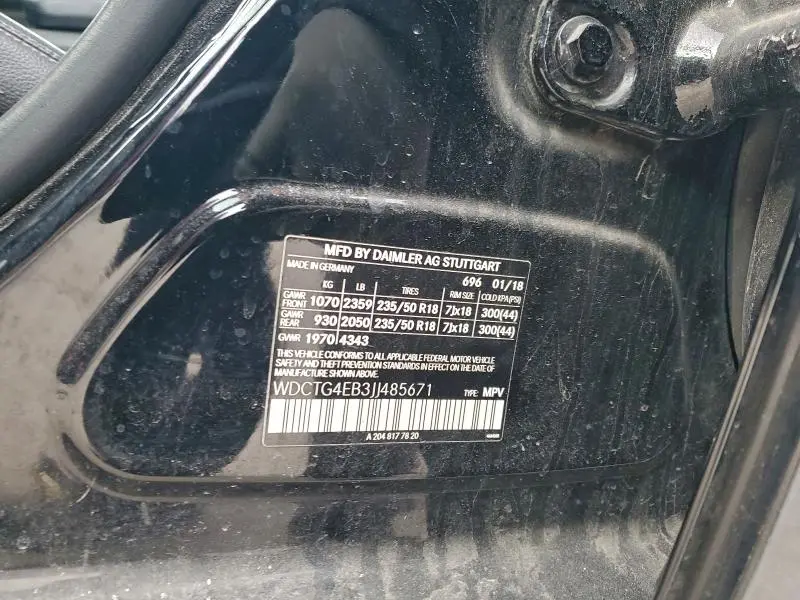 MFD BY DAIMLER AG STUTTGART
MADE IN GERMANY 696 01/18
KG LB TIRES RIM SIZE COLD KPA(PSI)
GAWR FRONT 1070 2359 235/50 R18 7Jx18 300(44)
GAWR REAR 930 2050 235/50 R18 7Jx18 300(44)
GVWR 1970 4343
THIS VEHICLE CONFORMS TO ALL APPLICABLE FEDERAL MOTOR VEHICLE
SAFETY AND THEFT PREVENTION STANDARDS IN EFFECT ON THE DATE OF
MANUFACTURE SHOWN ABOVE.
WDCTG4EB3JJ485671 TYPE: MPV
A 204 817 78 20